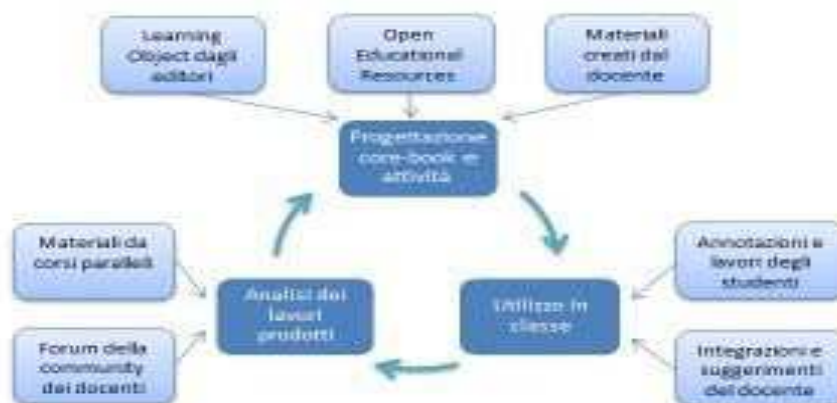 Learning
Object dagli
editori
Open
Educational
Resources
Materiali
creati dal
docente
Progettazione
core-book e
attività
Materiali da
corsi paralleli
Analisi dei
lavori
prodotti
Forum della
community
dei docenti
Utilizzo in
classe
Annotazioni e
lavori degli
studenti
Integrazioni e
suggerimenti
del docente